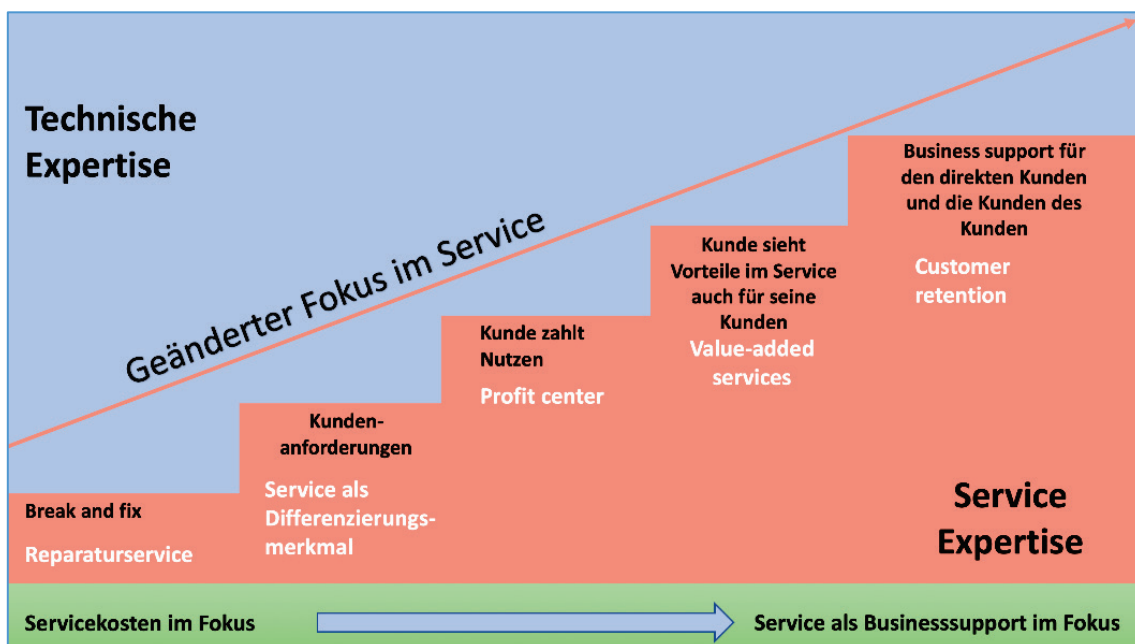 Technische
Expertise
Geänderter Fokus im Service
Break and fix
Reparaturservice
Kunden-
anforderungen
Service als
Differenzierungs-
merkmal
Kunde zahlt
Nutzen
Profit center
Kunde sieht
Vorteile im Service
auch für seine
Kunden
Value-added
services
Business support für
den direkten Kunden
und die Kunden des
Kunden
Customer
retention
Service
Expertise
Servicekosten im Fokus
Service als Businesssupport im Fokus